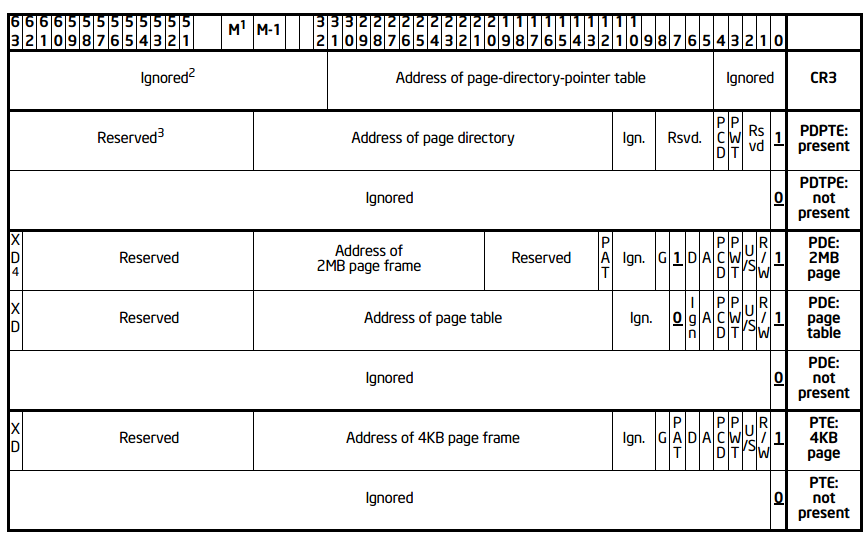 6 6 6 6 5 5 5 5 5 5 5 5 5 M1 M-1 3 3 3 2 2 2 2 2 2 2 2 2 2 1 1 1 1 1 1 1 1 1 1
3 2 1 0 9 8 7 6 5 4 3 2 1 2 1 0 9 8 7 6 5 4 3 2 1 0 9 8 7 6 5 4 3 2 1 0 9 8 7 6 5 4 3 2 1 0
Ignored2 Address of page-directory-pointer table Ignored CR3
Reserved3 Address of page directory Ign. Rsvd. PCD PWT Rsvd 1 PDPTE: present
Ignored 0 PDTPE: not present
XD4 Reserved Address of 2MB page frame Reserved PAT Ign. G 1 D A PCD PWT U/S R/W 1 PDE: 2MB page
XD Reserved Address of page table Ign. 0 Ign A PCD PWT U/S R/W 1 PDE: page table
Ignored 0 PDE: not present
XD Reserved Address of 4KB page frame Ign. G PAT D A PCD PWT U/S R/W 1 PTE: 4KB page
Ignored 0 PTE: not present